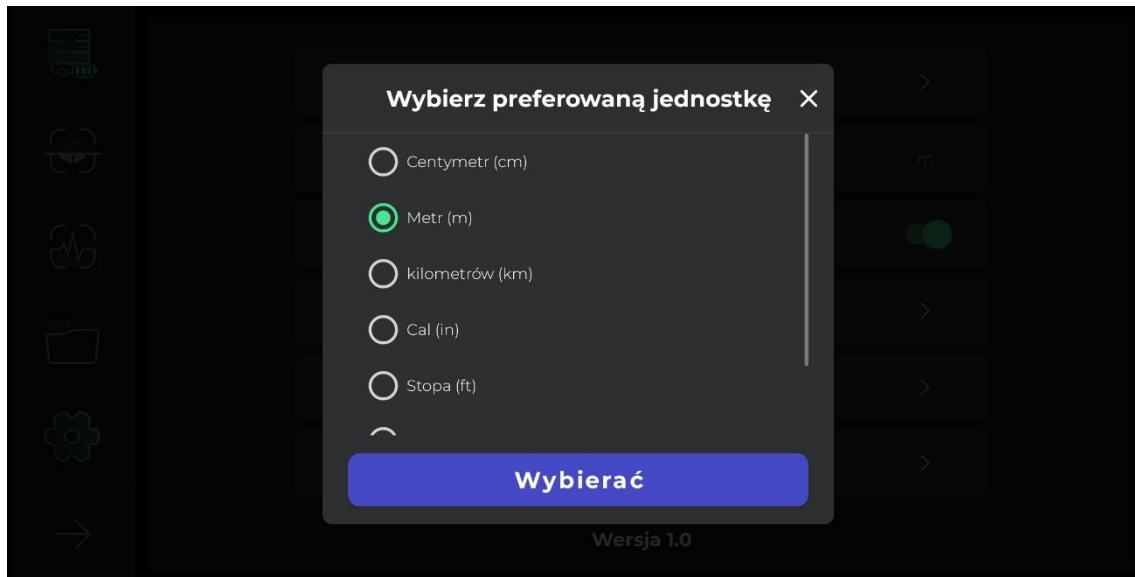 Wybierz preferowaną jednostkę
Centymetr (cm)
m
Metr (m)
kilometrów (km)
Cal (in)
Stopa (ft)
Wybierać
Wersja 1.0